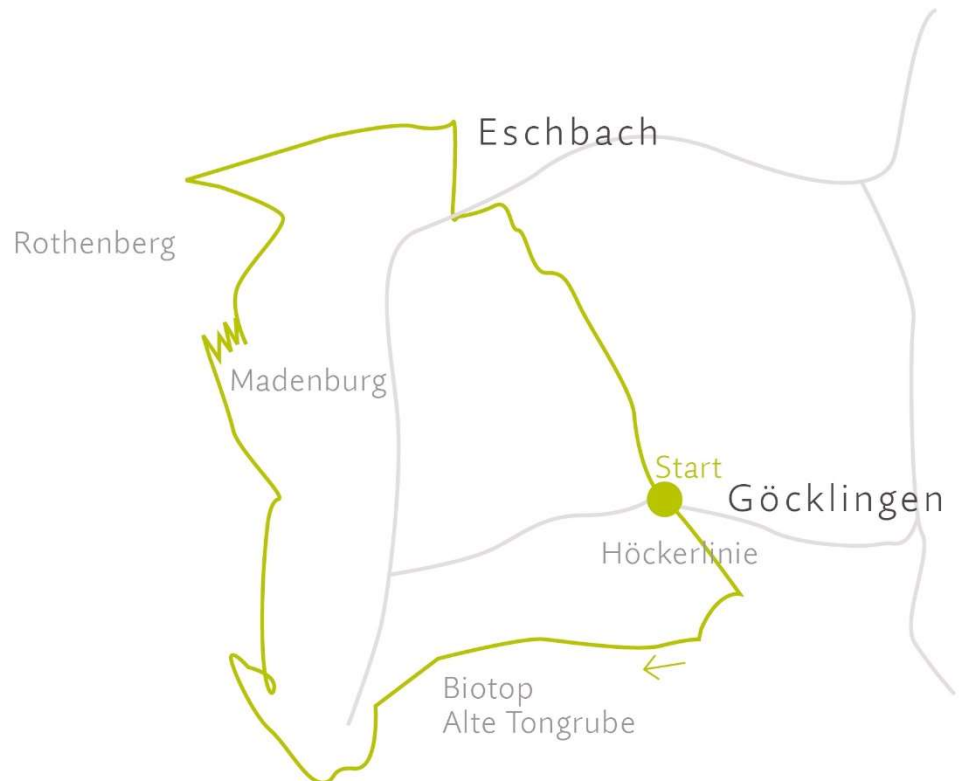 Eschbach
Rothenberg
Madenburg
Start
Göcklingen
Höckerlinie
Biotop
Alte Tongrube